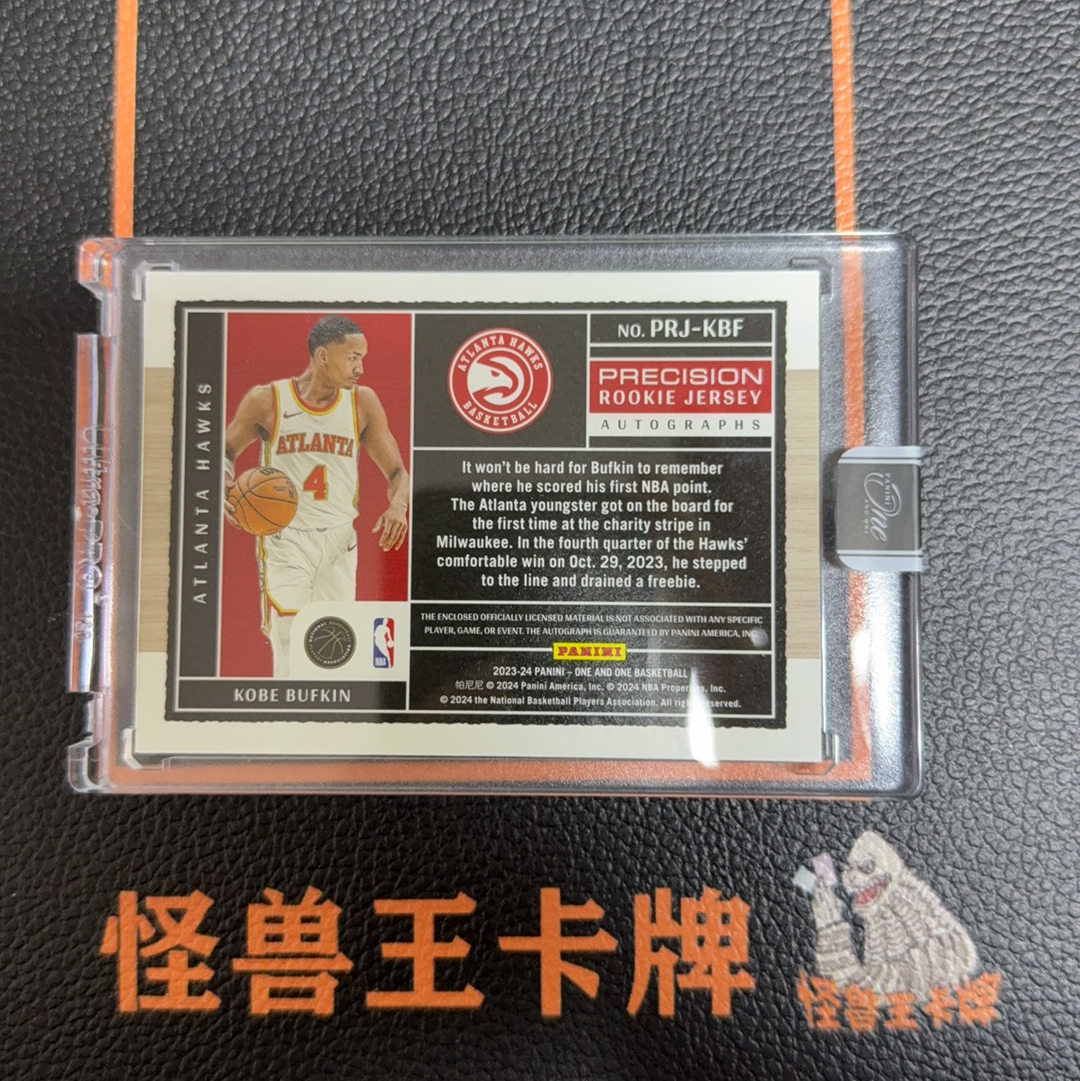 ATLANTA HAWKS
ATLANTA
4
KOBE BUFKIN
ATLANTA HAWKS
BASKETBALL
NO. PRJ-KBF
PRECISION
ROOKIE JERSEY
AUTOGRAPHS
It won't be hard for Bufkin to remember
where he scored his first NBA point.
The Atlanta youngster got on the board for
the first time at the charity stripe in
Milwaukee. In the fourth quarter of the Hawks'
comfortable win on Oct. 29, 2023, he stepped
to the line and drained a freebie.
THE ENCLOSED OFFICIALLY LICENSED MATERIAL IS NOT ASSOCIATED WITH ANY SPECIFIC
PLAYER, GAME, OR EVENT. THE AUTOGRAPH IS GUARANTEED BY PANINI AMERICA, INC.
PANINI
2023-24 PANINI – ONE AND ONE BASKETBALL
帕尼尼 © 2024 Panini America, Inc. © 2024 NBA Properties, Inc.
© 2024 the National Basketball Players Association. All rights reserved.
NBA
PANINI
One
AND ONE
怪兽王卡牌
怪兽王卡牌